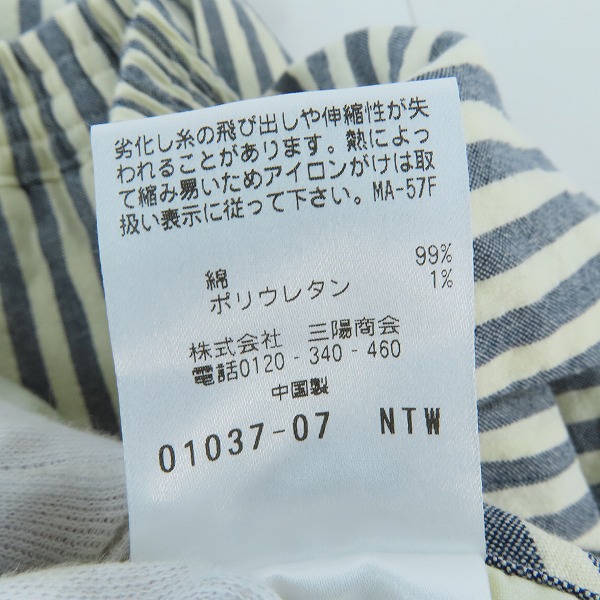 劣化し糸の飛び出しや伸縮性が失
われることがあります。熱によっ
て縮み易いためアイロンがけは取
扱い表示に従って下さい。MA-57F
綿 99%
ポリウレタン 1%
株式会社 三陽商会
電話0120-340-460
中国製
01037-07 NTW